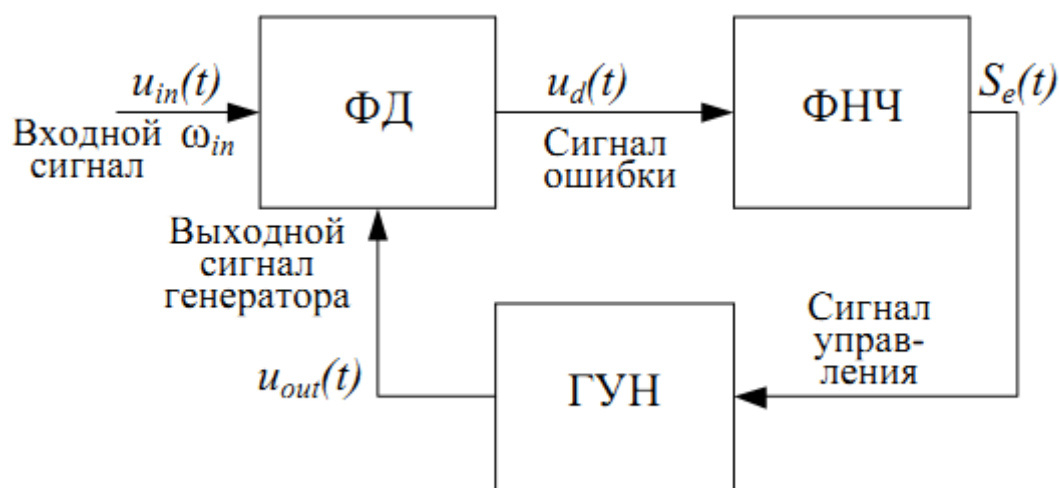 u_in(t)
Входной ω_in
сигнал
ФД
u_d(t)
Сигнал
ошибки
ФНЧ
S_e(t)
Выходной
сигнал
генератора
u_out(t)
ГУН
Сигнал
управ-
ления